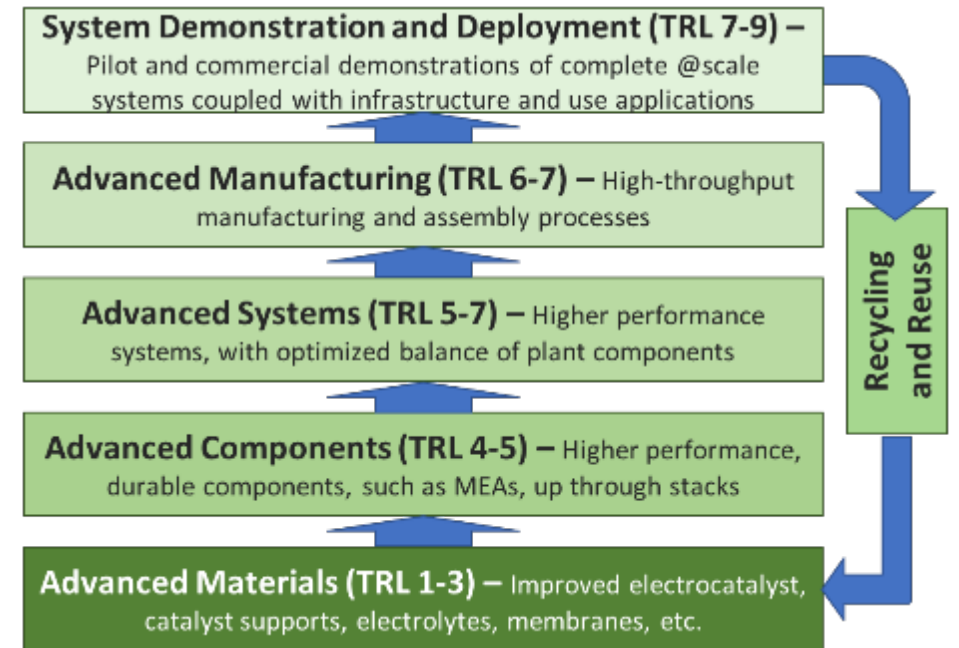 System Demonstration and Deployment (TRL 7-9) –
Pilot and commercial demonstrations of complete @scale
systems coupled with infrastructure and use applications
Advanced Manufacturing (TRL 6-7) – High-throughput
manufacturing and assembly processes
Advanced Systems (TRL 5-7) – Higher performance
systems, with optimized balance of plant components
Advanced Components (TRL 4-5) – Higher performance,
durable components, such as MEAs, up through stacks
Advanced Materials (TRL 1-3) – Improved electrocatalyst,
catalyst supports, electrolytes, membranes, etc.
Recycling
and Reuse